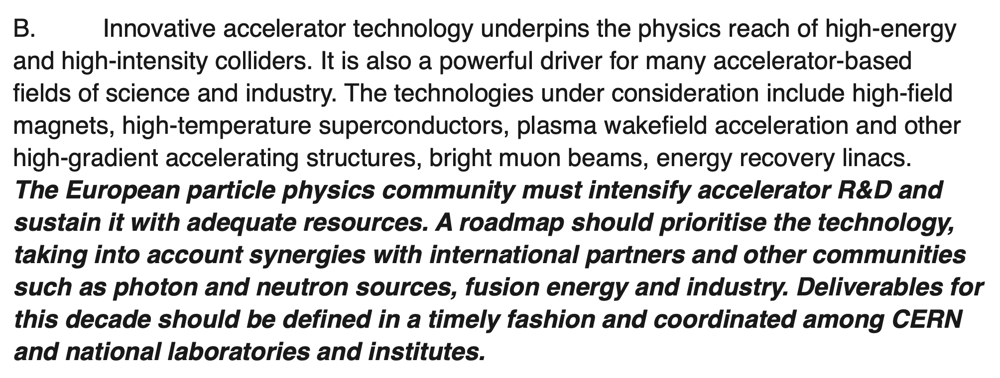 B. Innovative accelerator technology underpins the physics reach of high-energy
and high-intensity colliders. It is also a powerful driver for many accelerator-based
fields of science and industry. The technologies under consideration include high-field
magnets, high-temperature superconductors, plasma wakefield acceleration and other
high-gradient accelerating structures, bright muon beams, energy recovery linacs.
The European particle physics community must intensify accelerator R&D and
sustain it with adequate resources. A roadmap should prioritise the technology,
taking into account synergies with international partners and other communities
such as photon and neutron sources, fusion energy and industry. Deliverables for
this decade should be defined in a timely fashion and coordinated among CERN
and national laboratories and institutes.